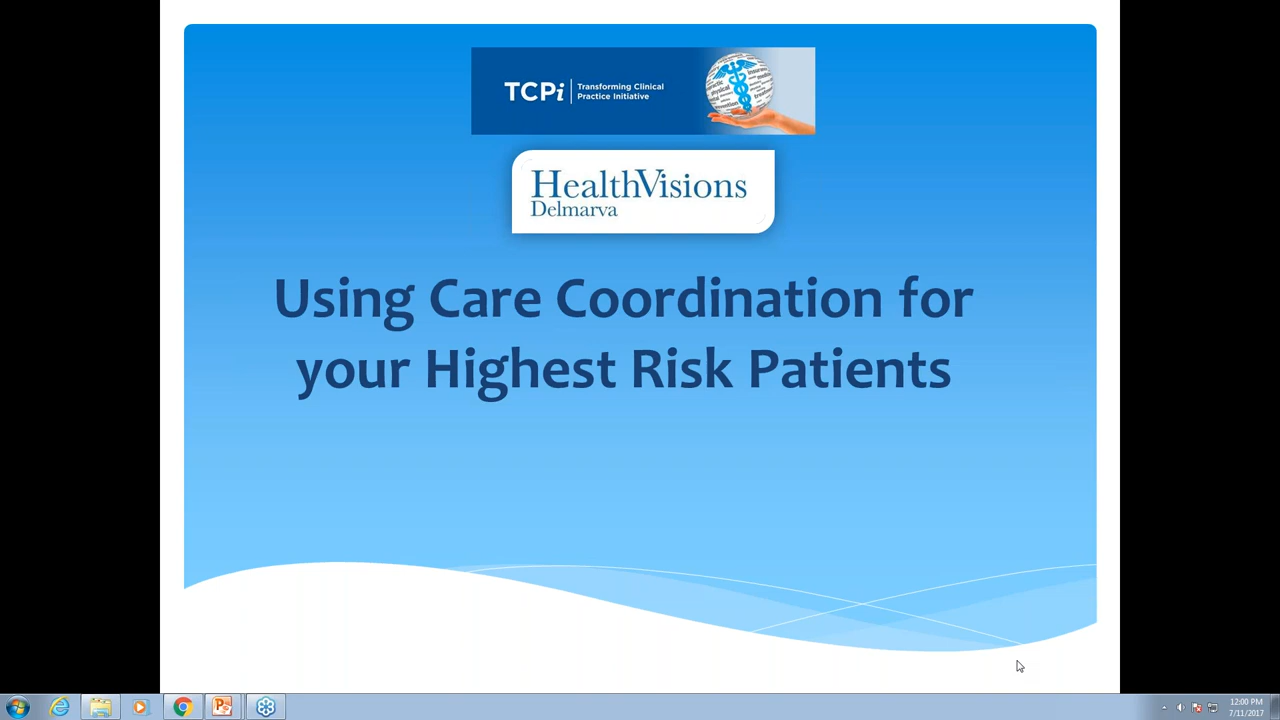 TCPi | Transforming Clinical
Practice Initiative
HealthVisions
Delmarva
Using Care Coordination for
your Highest Risk Patients
12:00 PM
7/11/2017